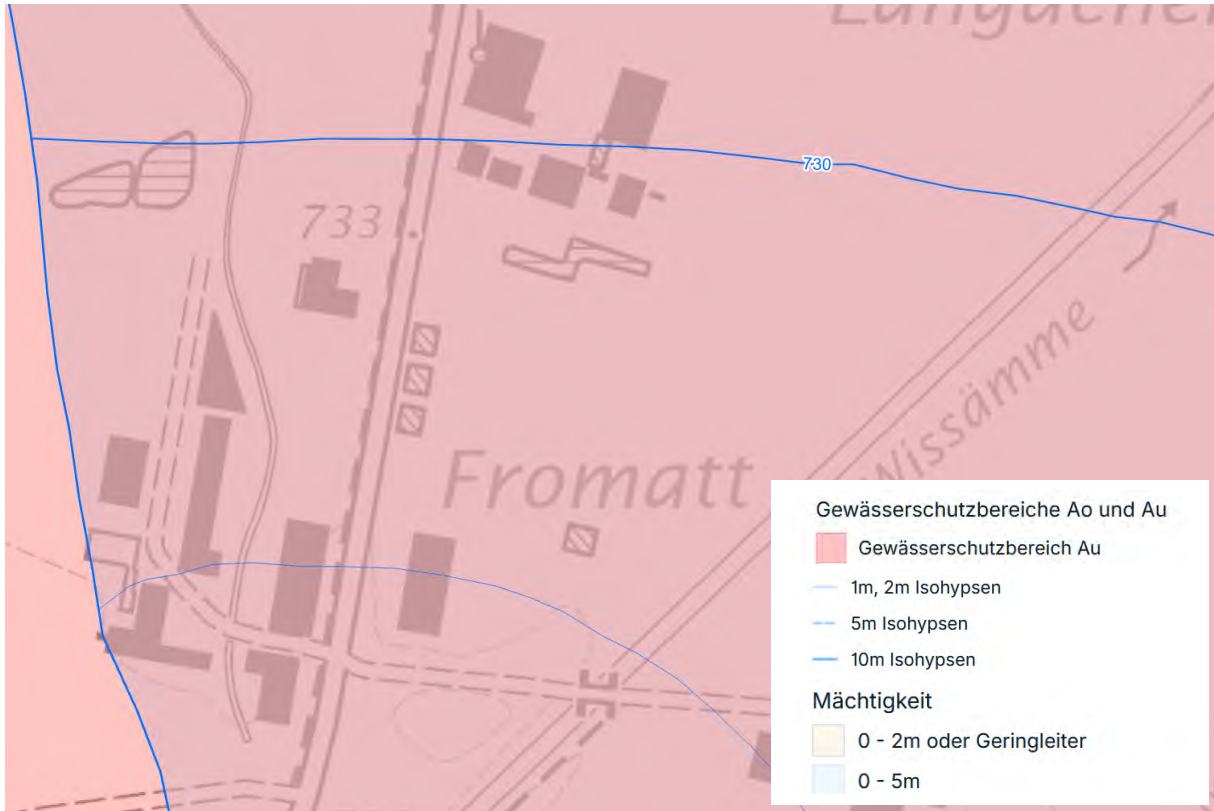 730
733
Wissämme
Fromatt
Gewässerschutzbereiche Ao und Au
Gewässerschutzbereich Au
1m, 2m Isohypsen
5m Isohypsen
10m Isohypsen
Mächtigkeit
0 - 2m oder Geringleiter
0 - 5m